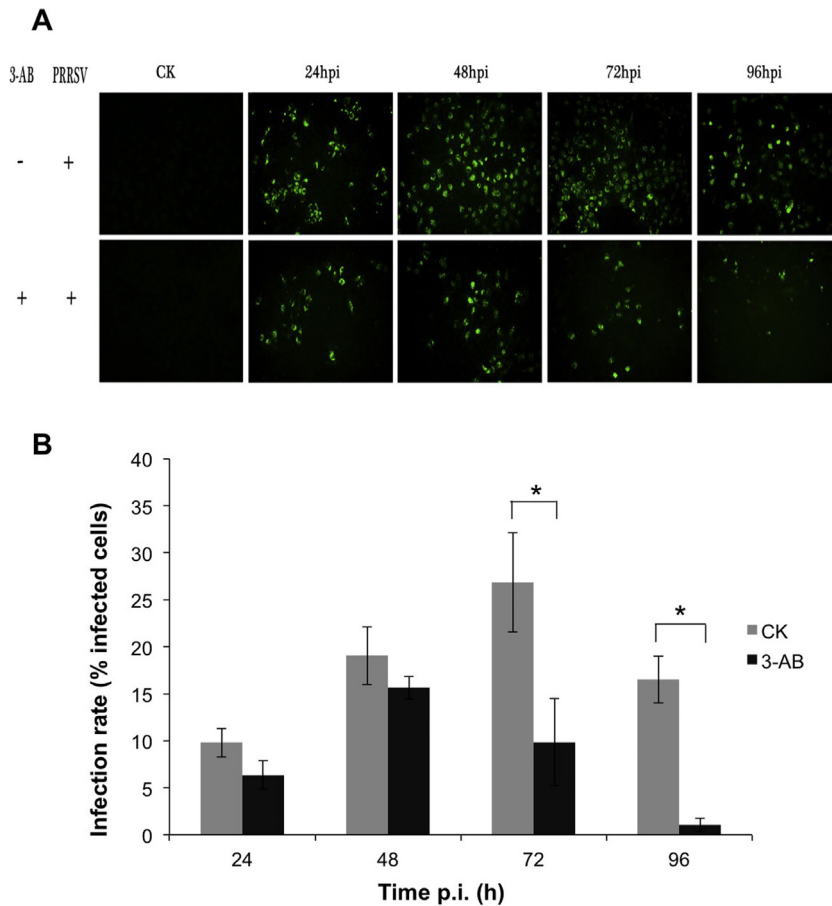 A
3-AB PRRSV CK 24hpi 48hpi 72hpi 96hpi
- +
+ +
B
40
35
30
25
20
15
10
5
0
Infection rate (% infected cells)
*
*
CK
3-AB
24 48 72 96
Time p.i. (h)